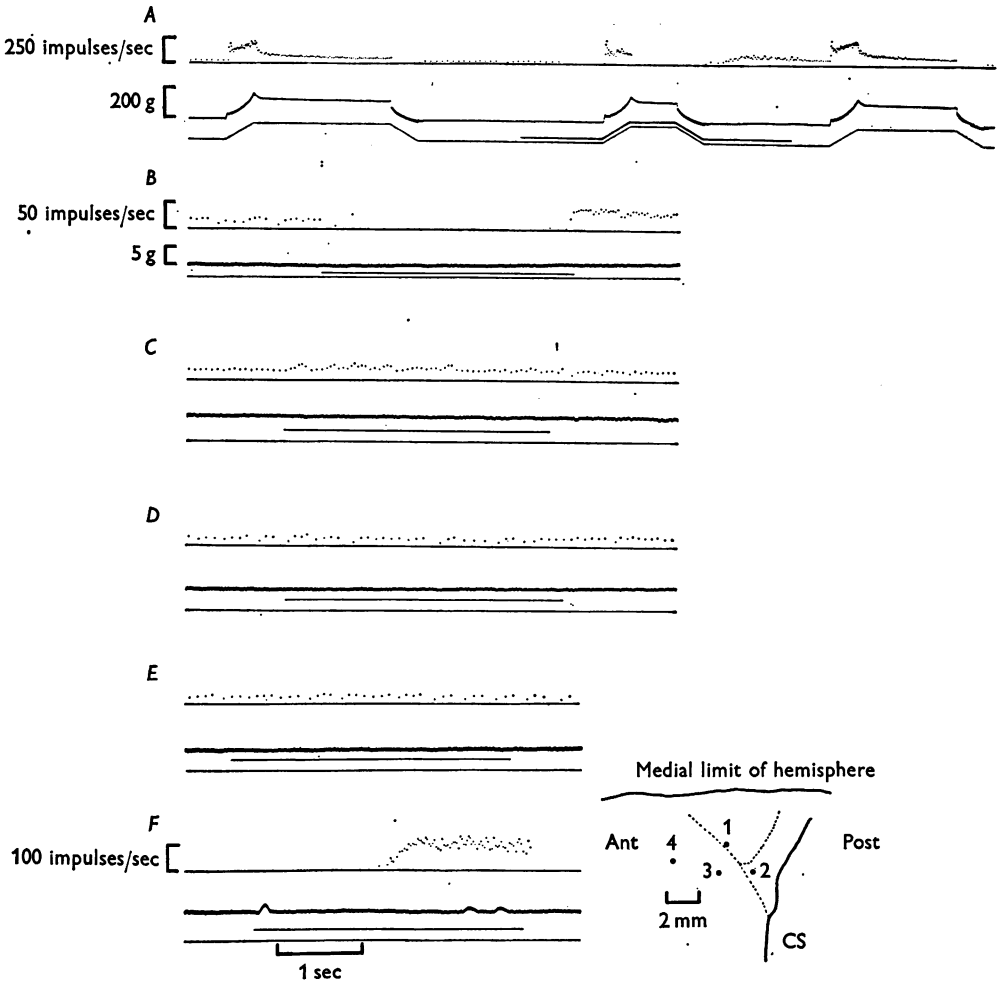 A
250 impulses/sec
200 g
B
50 impulses/sec
5 g
C
D
E
F
100 impulses/sec
1 sec
Medial limit of hemisphere
Ant
Post
1
4
3
2
2 mm
CS